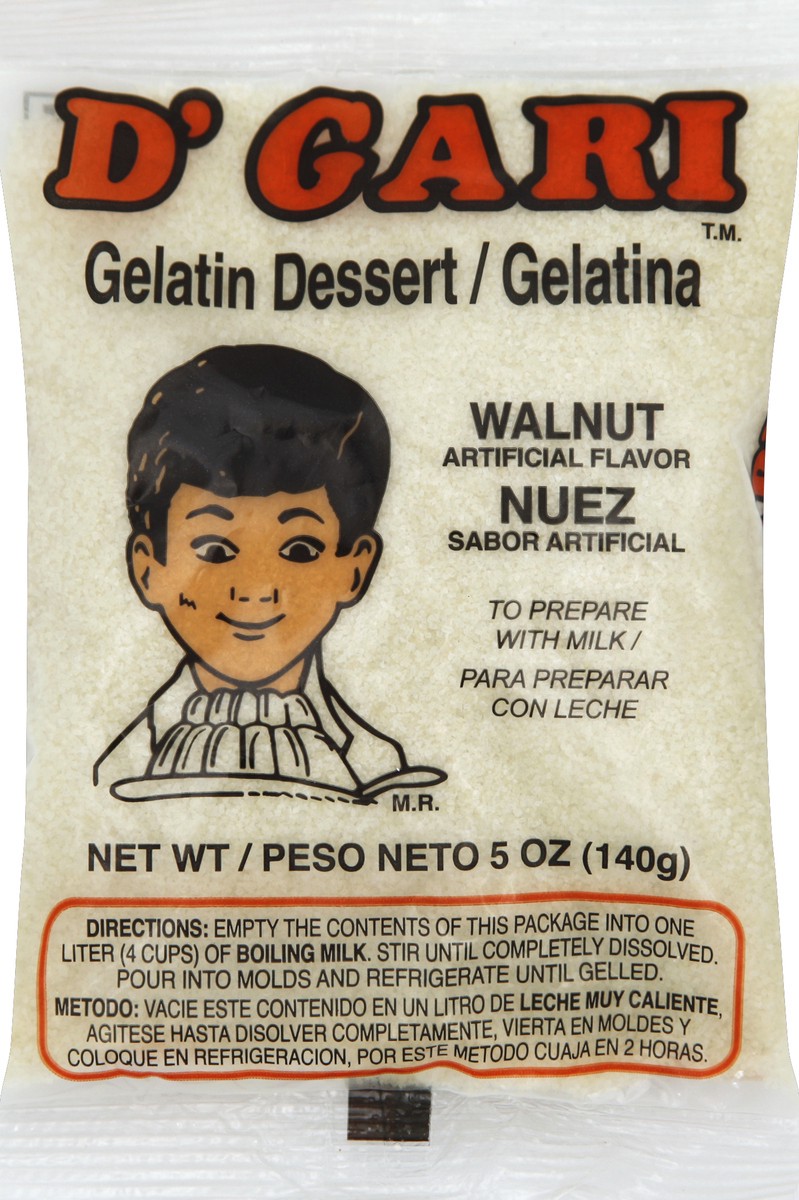 D' GARI
T.M.
Gelatin Dessert / Gelatina
WALNUT
ARTIFICIAL FLAVOR
NUEZ
SABOR ARTIFICIAL
TO PREPARE
WITH MILK /
PARA PREPARAR
CON LECHE
M.R.
NET WT / PESO NETO 5 OZ (140g)
DIRECTIONS: EMPTY THE CONTENTS OF THIS PACKAGE INTO ONE
LITER (4 CUPS) OF BOILING MILK. STIR UNTIL COMPLETELY DISSOLVED.
POUR INTO MOLDS AND REFRIGERATE UNTIL GELLED.
METODO: VACIE ESTE CONTENIDO EN UN LITRO DE LECHE MUY CALIENTE,
AGITESE HASTA DISOLVER COMPLETAMENTE, VIERTA EN MOLDES Y
COLOQUE EN REFRIGERACION, POR ESTE METODO CUAJA EN 2 HORAS.